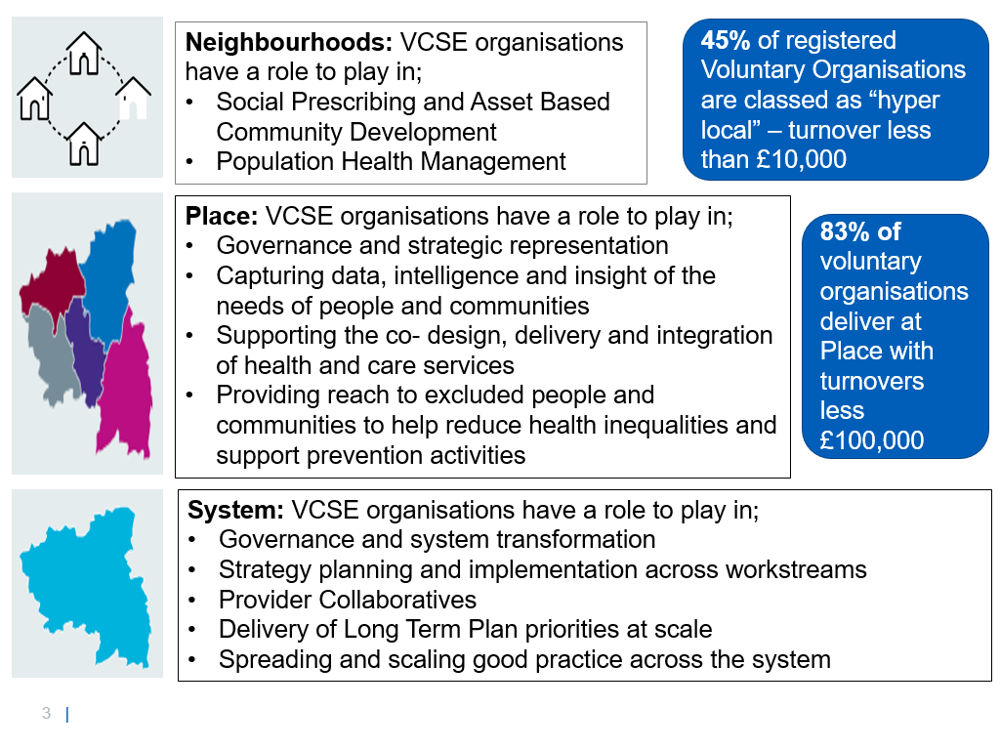 Neighbourhoods: VCSE organisations
have a role to play in;
• Social Prescribing and Asset Based
Community Development
• Population Health Management
45% of registered
Voluntary Organisations
are classed as “hyper
local” – turnover less
than £10,000
Place: VCSE organisations have a role to play in;
• Governance and strategic representation
• Capturing data, intelligence and insight of the
needs of people and communities
• Supporting the co- design, delivery and integration
of health and care services
• Providing reach to excluded people and
communities to help reduce health inequalities and
support prevention activities
83% of
voluntary
organisations
deliver at
Place with
turnovers
less
£100,000
System: VCSE organisations have a role to play in;
• Governance and system transformation
• Strategy planning and implementation across workstreams
• Provider Collaboratives
• Delivery of Long Term Plan priorities at scale
• Spreading and scaling good practice across the system
3 |